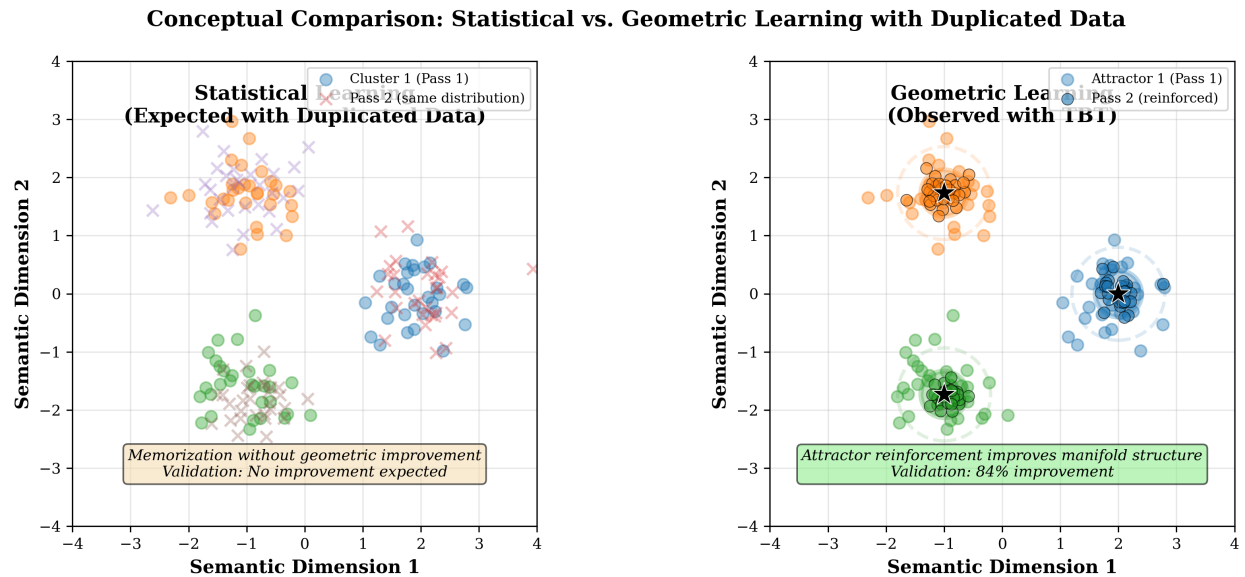 Conceptual Comparison: Statistical vs. Geometric Learning with Duplicated Data
Statistical Learning
(Expected with Duplicated Data)
Cluster 1 (Pass 1)
Pass 2 (same distribution)
4
3
2
1
0
−1
−2
−3
−4
Semantic Dimension 2
Memorization without geometric improvement
Validation: No improvement expected
−4 −3 −2 −1 0 1 2 3 4
Semantic Dimension 1
Geometric Learning
(Observed with TBT)
Attractor 1 (Pass 1)
Pass 2 (reinforced)
4
3
2
1
0
−1
−2
−3
−4
Semantic Dimension 2
Attractor reinforcement improves manifold structure
Validation: 84% improvement
−4 −3 −2 −1 0 1 2 3 4
Semantic Dimension 1